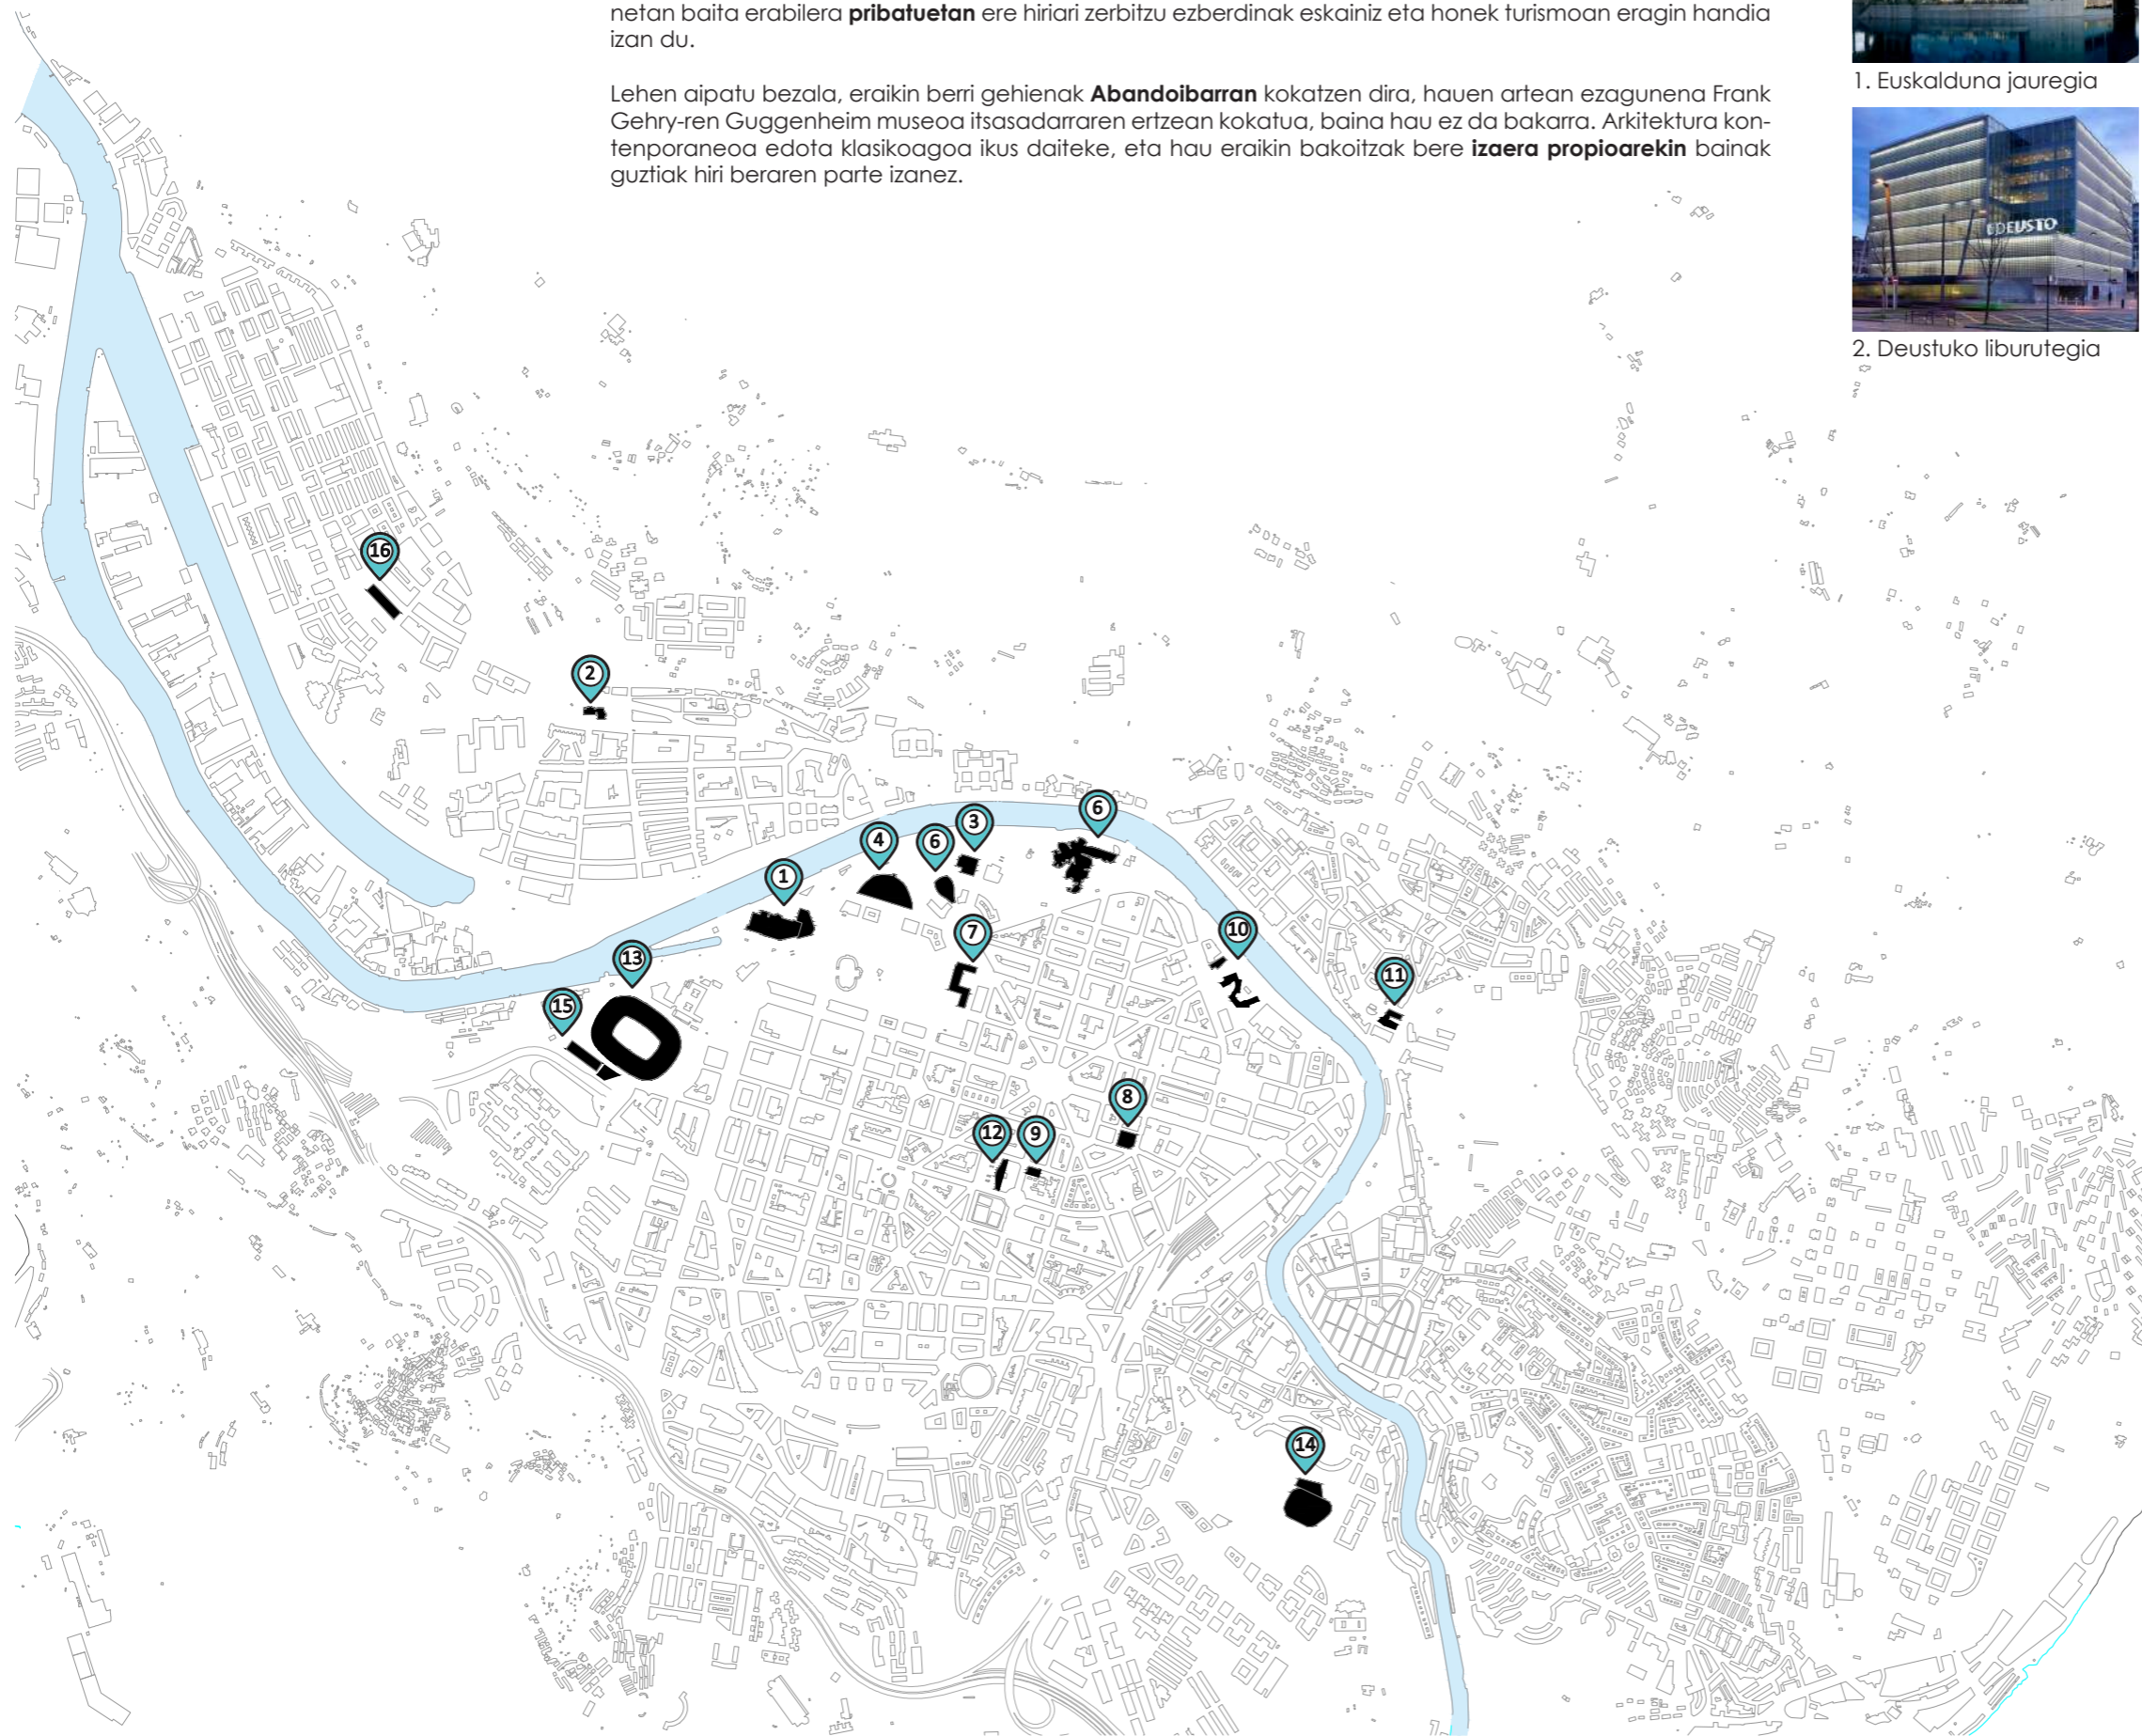 netan baita erabilera pribatuetan ere hiriari zerbitzu ezberdinak eskainiz eta honek turismoan eragin handia
izan du.
Lehen aipatu bezala, eraikin berri gehienak Abandoibarran kokatzen dira, hauen artean ezagunena Frank
Gehry-ren Guggenheim museoa itsasadarraren ertzean kokatua, baina hau ez da bakarra. Arkitektura kon-
tenporaneoa edota klasikoagoa ikus daiteke, eta hau eraikin bakoitzak bere izaera propioarekin bainak
guztiak hiri beraren parte izanez.
1. Euskalduna jauregia
DEUSTO
2. Deustuko liburutegia
16
2
6
3
4
6
1
7
10
13
11
15
8
12
9
14